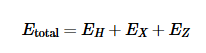 E_total = E_H + E_X + E_Z